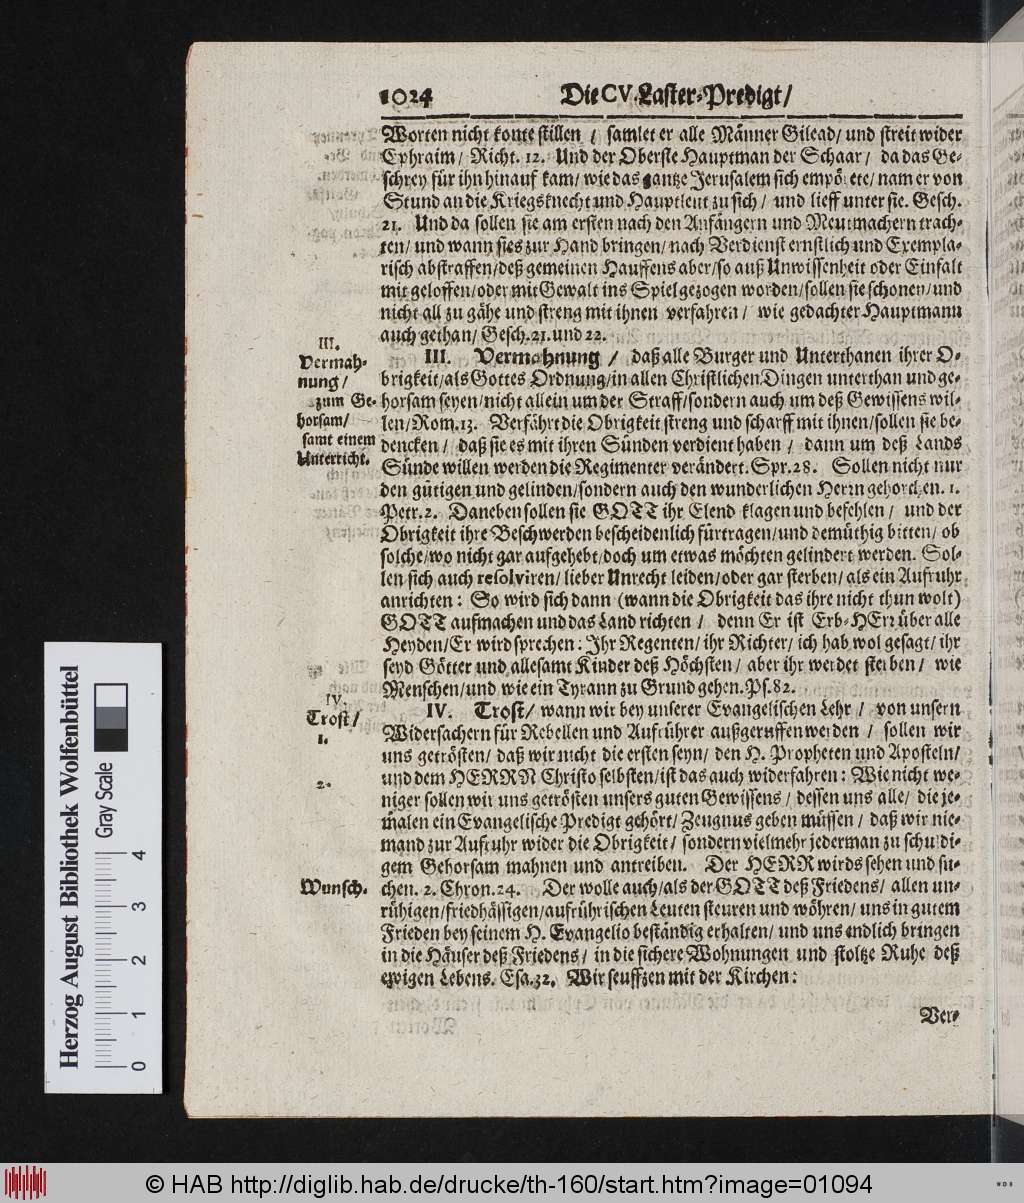 1024 Die CV. Laster-Predigt/
Worten nicht konte stillen / samlet er alle Männer Gilead/ und streit wider
Ephraim/ Richt. 12. Und der Oberste Hauptman der Schaar/ da das Ge-
schrey für ihn hinauf kam/ wie das gantze Jerusalem sich empörete/ nam er von
Stund an die Kriegsknecht und Hauptleut zu sich/ und lieff unter sie. Gesch.
21. Und da sollen sie am ersten nach den Anfängern und Meutmachern trach-
ten/ und wann sies zur Hand bringen/ nach Verdienst ernstlich und Exempla-
risch abstraffen/ deß gemeinen Hauffens aber/ so auß Unwissenheit oder Einfalt
mit geloffen/ oder mit Gewalt ins Spiel gezogen worden/ sollen sie schonen/ und
nicht all zu gähe und streng mit ihnen verfahren/ wie gedachter Hauptmann
auch gethan/ Gesch. 21. und 22.
III.
Vermah-
nung/
zum Ge-
horsam/
samt einem
Unterricht.
III. Vermahnung / daß alle Burger und Unterthanen ihrer O-
brigkeit/ als Gottes Ordnung/ in allen Christlichen Dingen unterthan und ge-
horsam seyen/ nicht allein um der Straff/ sondern auch um deß Gewissens wil-
len/ Rom. 13. Verfährt die Obrigkeit streng und scharff mit ihnen/ sollen sie be-
dencken/ daß sie es mit ihren Sünden verdient haben/ dann um deß Lands
Sünde willen werden die Regimenter verändert. Spr. 28. Sollen nicht nur
den gütigen und gelinden/ sondern auch den wunderlichen Herrn gehorchen. 1.
Petr. 2. Daneben sollen sie GOTT ihr Elend klagen und befehlen/ und der
Obrigkeit ihre Beschwerden bescheidenlich fürtragen/ und demüthig bitten/ ob
solche/ wo nicht gar aufgehebt/ doch um etwas möchten gelindert werden. Sol-
len sich auch resolviren/ lieber Unrecht leiden/ oder gar sterben/ als ein Aufruhr
anrichten: So wird sich dann (wann die Obrigkeit das ihre nicht thun wolt)
GOTT aufmachen und das Land richten/ denn Er ist Erb-HErr über alle
Heyden/ Er wird sprechen: Ihr Regenten/ ihr Richter/ ich hab wol gesagt/ ihr
seyd Götter und allesamt Kinder deß Höchsten/ aber ihr werdet sterben/ wie
Menschen/ und wie ein Tyrann zu Grund gehen. Ps. 82.
IV.
Trost/
1.
2.
IV. Trost/ wann wir bey unserer Evangelischen Lehr/ von unsern
Widersachern für Rebellen und Aufrührer außgeruffen werden/ sollen wir
uns getrösten/ daß wir nicht die ersten seyn/ den H. Propheten und Aposteln/
und dem HERRN Christo selbsten/ ist das auch widerfahren: Wie nicht we-
niger sollen wir uns getrösten unsers guten Gewissens/ dessen uns alle/ die je-
malen ein Evangelische Predigt gehört/ Zeugnus geben müssen/ daß wir nie-
mand zur Aufruhr wider die Obrigkeit/ sondern vielmehr jederman zu schuldi-
gem Gehorsam mahnen und antreiben. Der HERR wirds sehen und su-
Wunsch.
chen. 2. Chron. 24. Der wolle auch/ als der GOTT deß Friedens/ allen un-
rühigen/ friedhässigen/ aufrührischen Leuten steuren und wöhren/ uns in gutem
Frieden bey seinem H. Evangelio beständig erhalten/ und uns endlich bringen
in die Häuser deß Friedens/ in die sichere Wohnungen und stoltze Ruhe deß
ewigen Lebens. Esa. 32. Wir seuffzen mit der Kirchen:
Ver-
Herzog August Bibliothek Wolfenbüttel
Gray Scale
0 1 2 3 4
© HAB http://diglib.hab.de/drucke/th-160/start.htm?image=01094